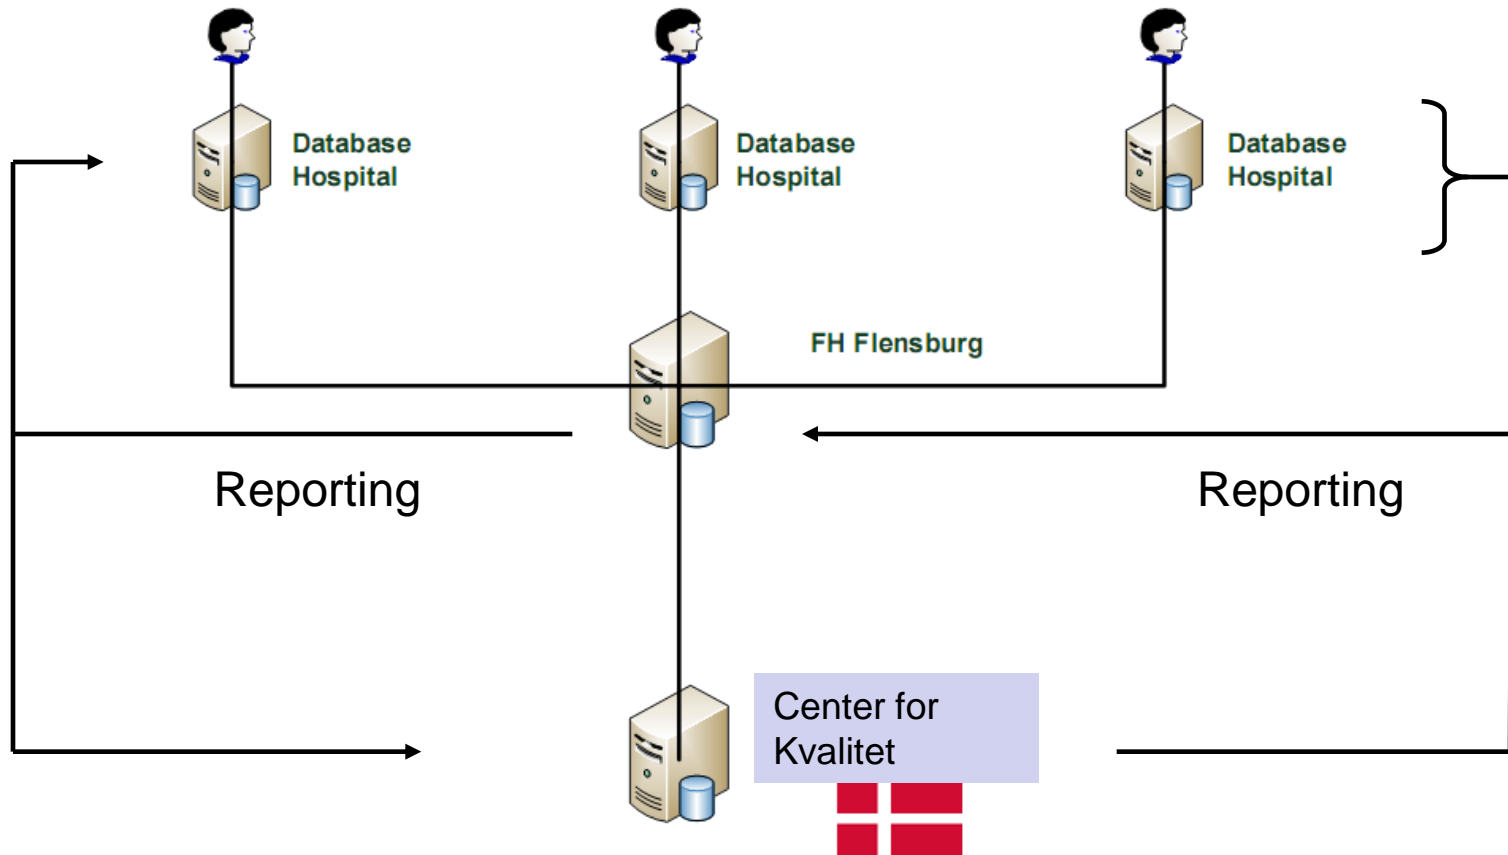 Database
Hospital
Database
Hospital
Database
Hospital
FH Flensburg
Reporting
Reporting
Center for
Kvalitet